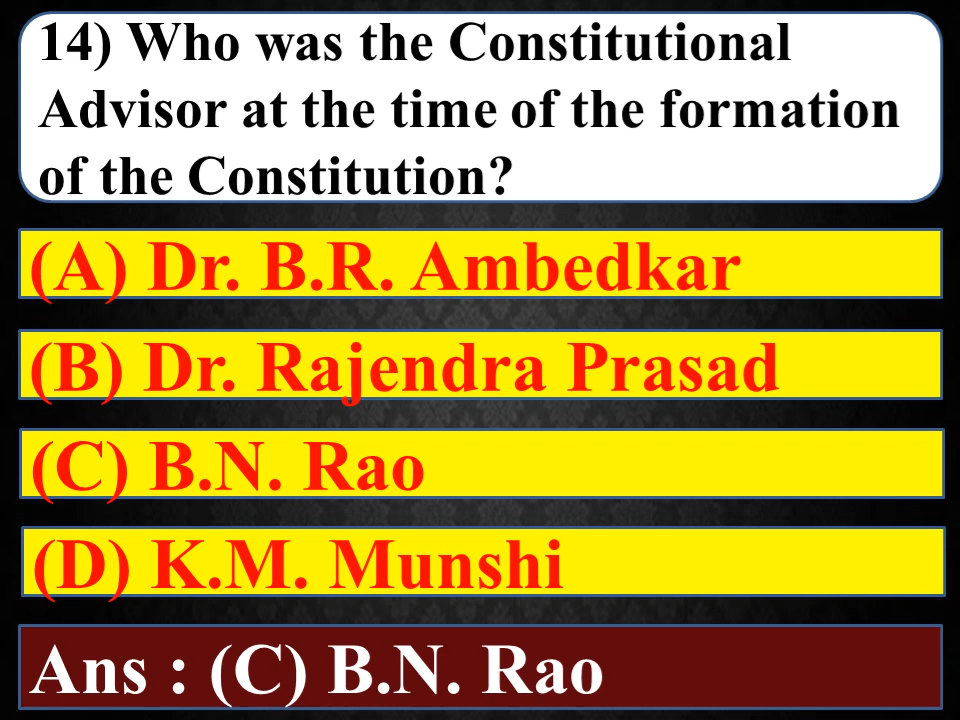 14) Who was the Constitutional
Advisor at the time of the formation
of the Constitution?
(A) Dr. B.R. Ambedkar
(B) Dr. Rajendra Prasad
(C) B.N. Rao
(D) K.M. Munshi
Ans : (C) B.N. Rao